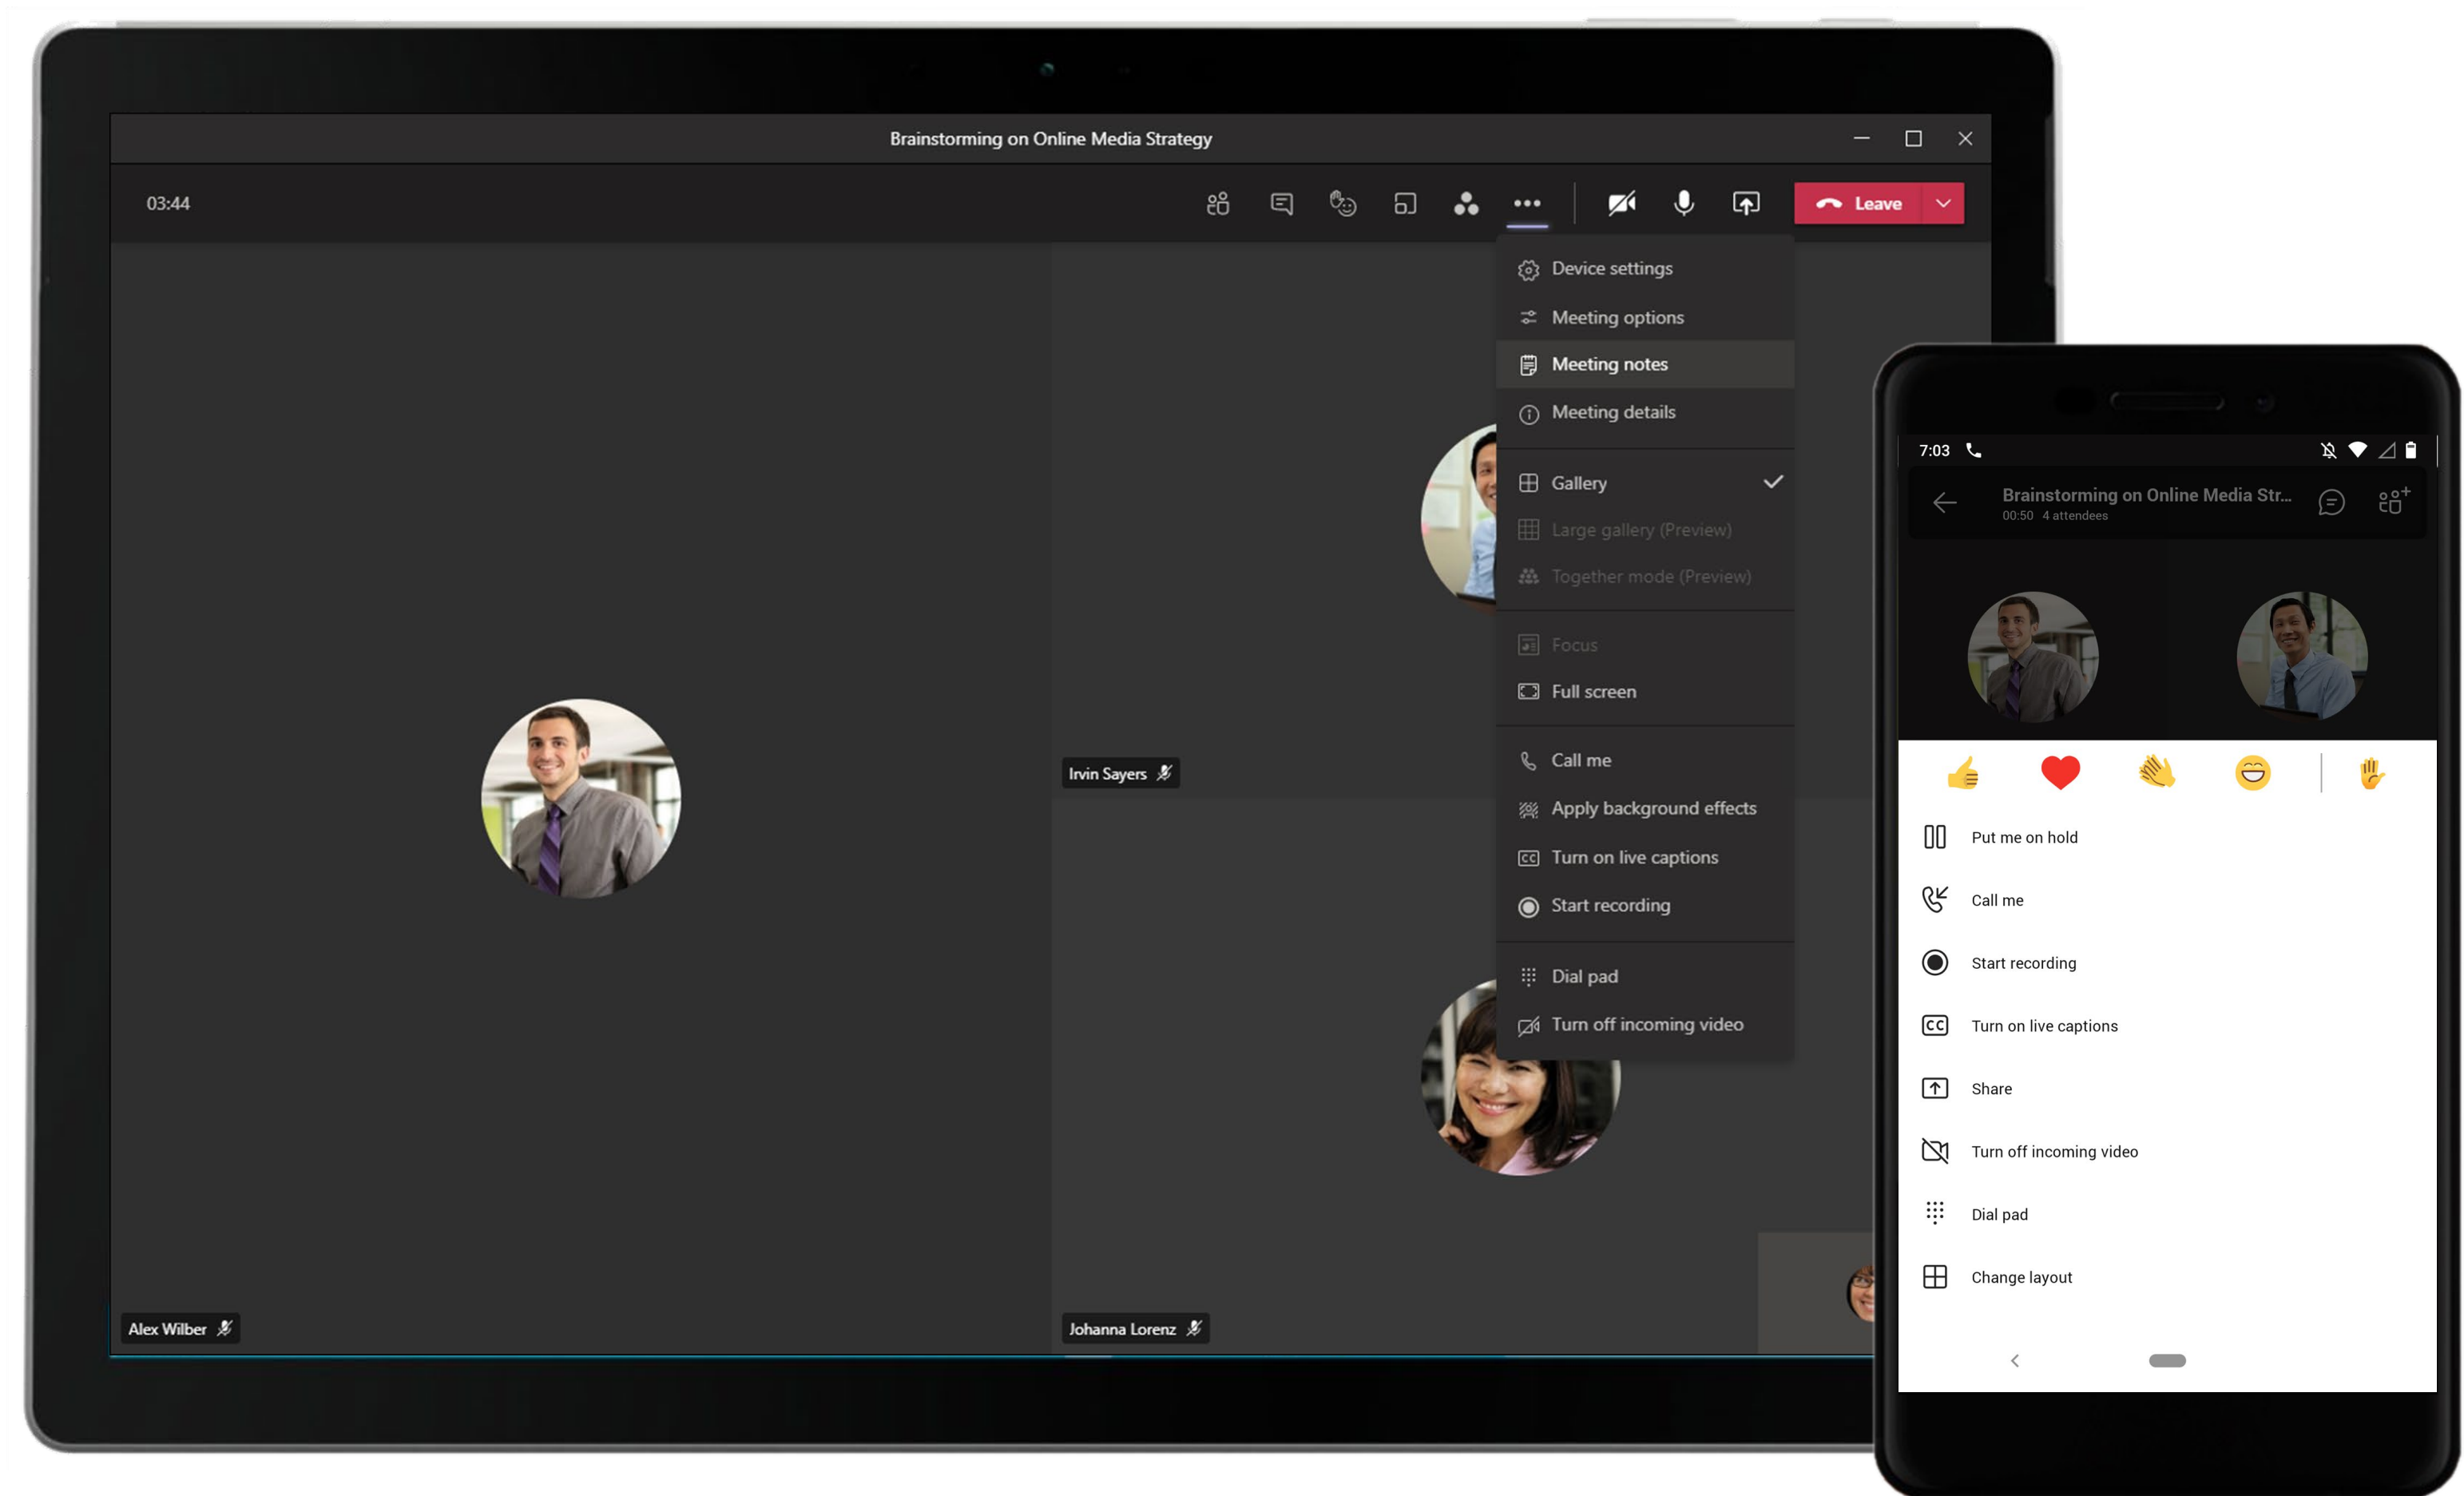 Brainstorming on Online Media Strategy
03:44
Leave
Device settings
Meeting options
Meeting notes
Meeting details
Gallery
Large gallery (Preview)
Together mode (Preview)
Focus
Full screen
Call me
Apply background effects
CC Turn on live captions
Start recording
Dial pad
Turn off incoming video
Irvin Sayers
Alex Wilber
Johanna Lorenz
7:03
Brainstorming on Online Media Str...
00:50 4 attendees
Put me on hold
Call me
Start recording
CC Turn on live captions
Share
Turn off incoming video
Dial pad
Change layout